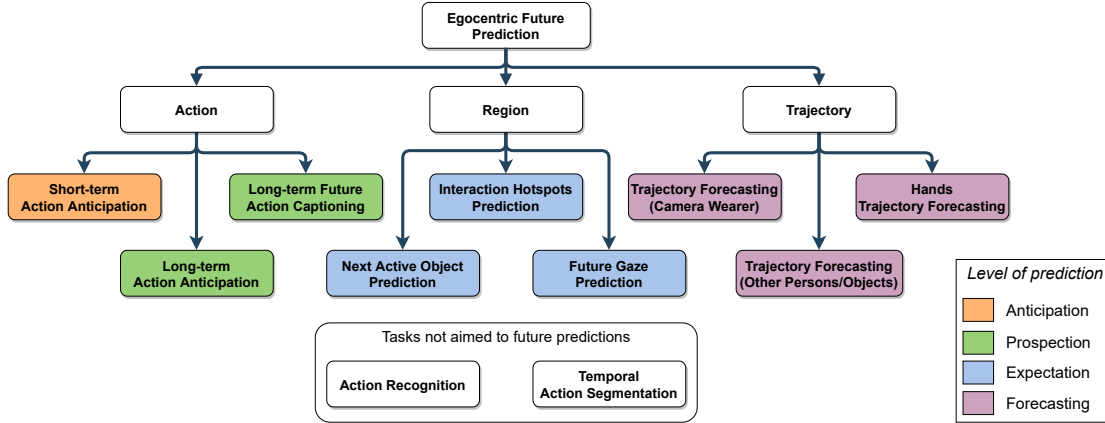 Egocentric Future
Prediction
Action
Region
Trajectory
Short-term
Action Anticipation
Long-term Future
Action Captioning
Interaction Hotspots
Prediction
Trajectory Forecasting
(Camera Wearer)
Hands
Trajectory Forecasting
Long-term
Action Anticipation
Next Active Object
Prediction
Future Gaze
Prediction
Trajectory Forecasting
(Other Persons/Objects)
Level of prediction
Anticipation
Prospection
Expectation
Forecasting
Tasks not aimed to future predictions
Action Recognition
Temporal
Action Segmentation